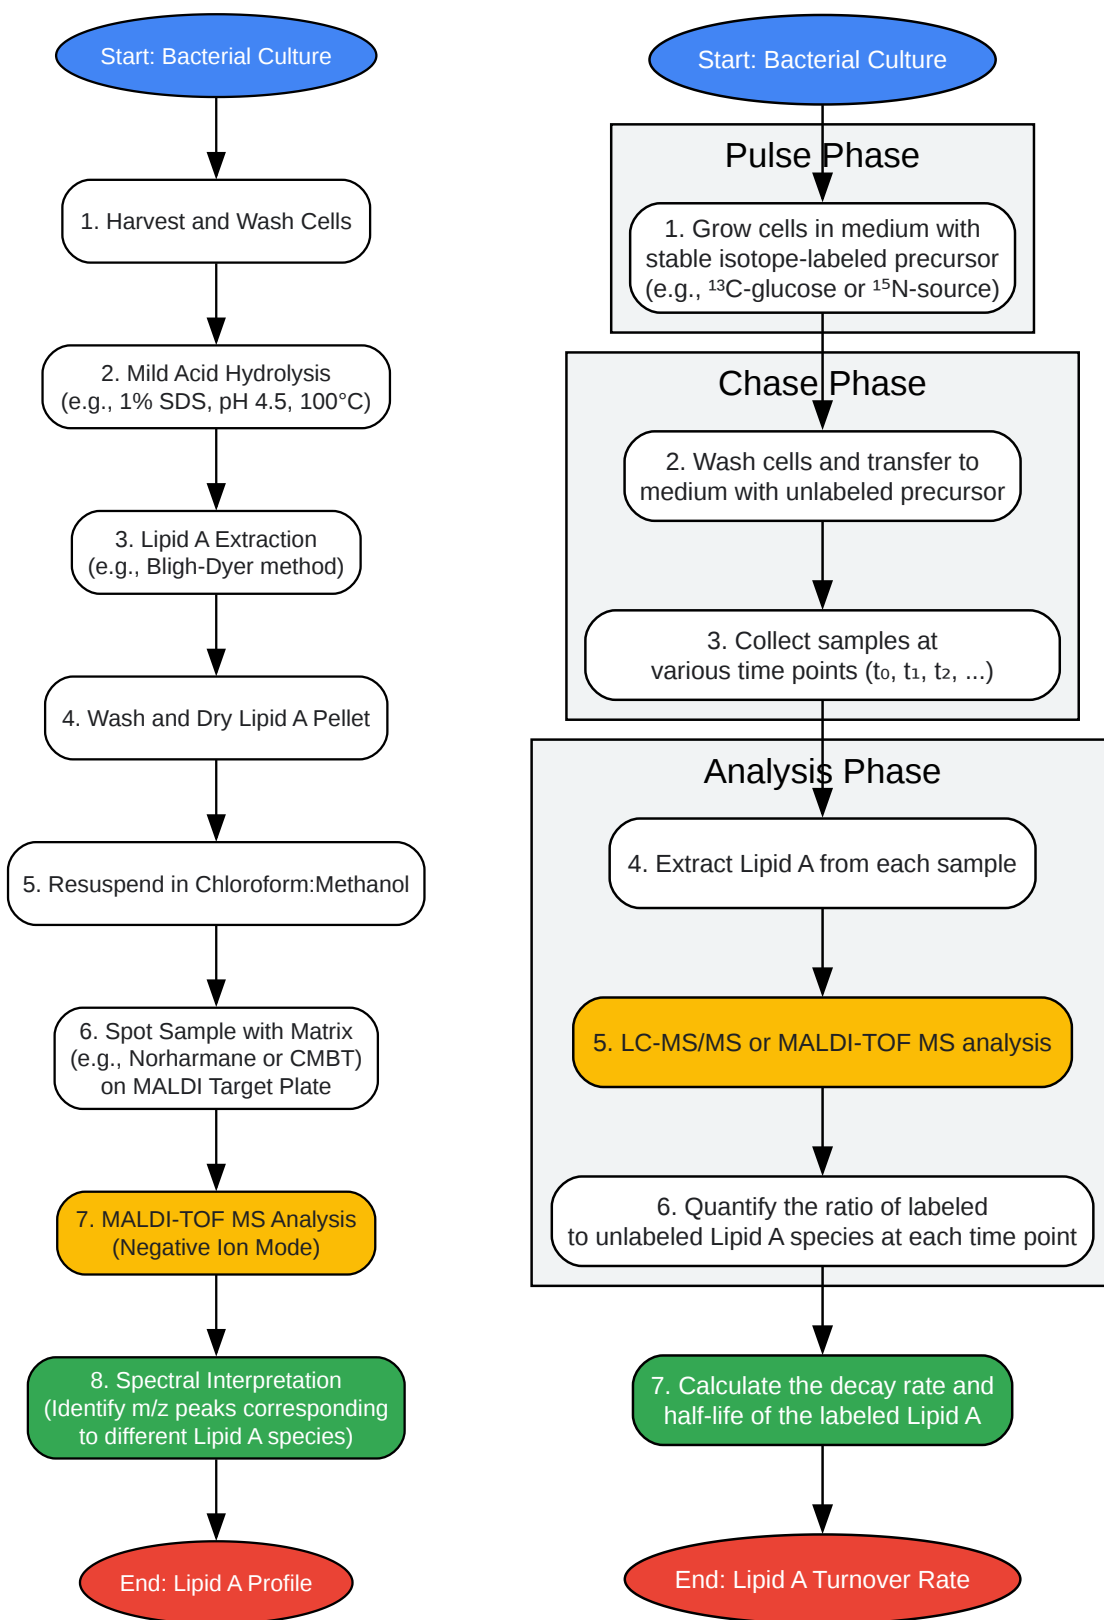 Start: Bacterial Culture
1. Harvest and Wash Cells
2. Mild Acid Hydrolysis
(e.g., 1% SDS, pH 4.5, 100°C)
3. Lipid A Extraction
(e.g., Bligh-Dyer method)
4. Wash and Dry Lipid A Pellet
5. Resuspend in Chloroform:Methanol
6. Spot Sample with Matrix
(e.g., Norharmane or CMBT)
on MALDI Target Plate
7. MALDI-TOF MS Analysis
(Negative Ion Mode)
8. Spectral Interpretation
(Identify m/z peaks corresponding
to different Lipid A species)
End: Lipid A Profile
Start: Bacterial Culture
Pulse Phase
1. Grow cells in medium with
stable isotope-labeled precursor
(e.g., ¹³C-glucose or ¹⁵N-source)
Chase Phase
2. Wash cells and transfer to
medium with unlabeled precursor
3. Collect samples at
various time points (t₀, t₁, t₂, ...)
Analysis Phase
4. Extract Lipid A from each sample
5. LC-MS/MS or MALDI-TOF MS analysis
6. Quantify the ratio of labeled
to unlabeled Lipid A species at each time point
7. Calculate the decay rate and
half-life of the labeled Lipid A
End: Lipid A Turnover Rate